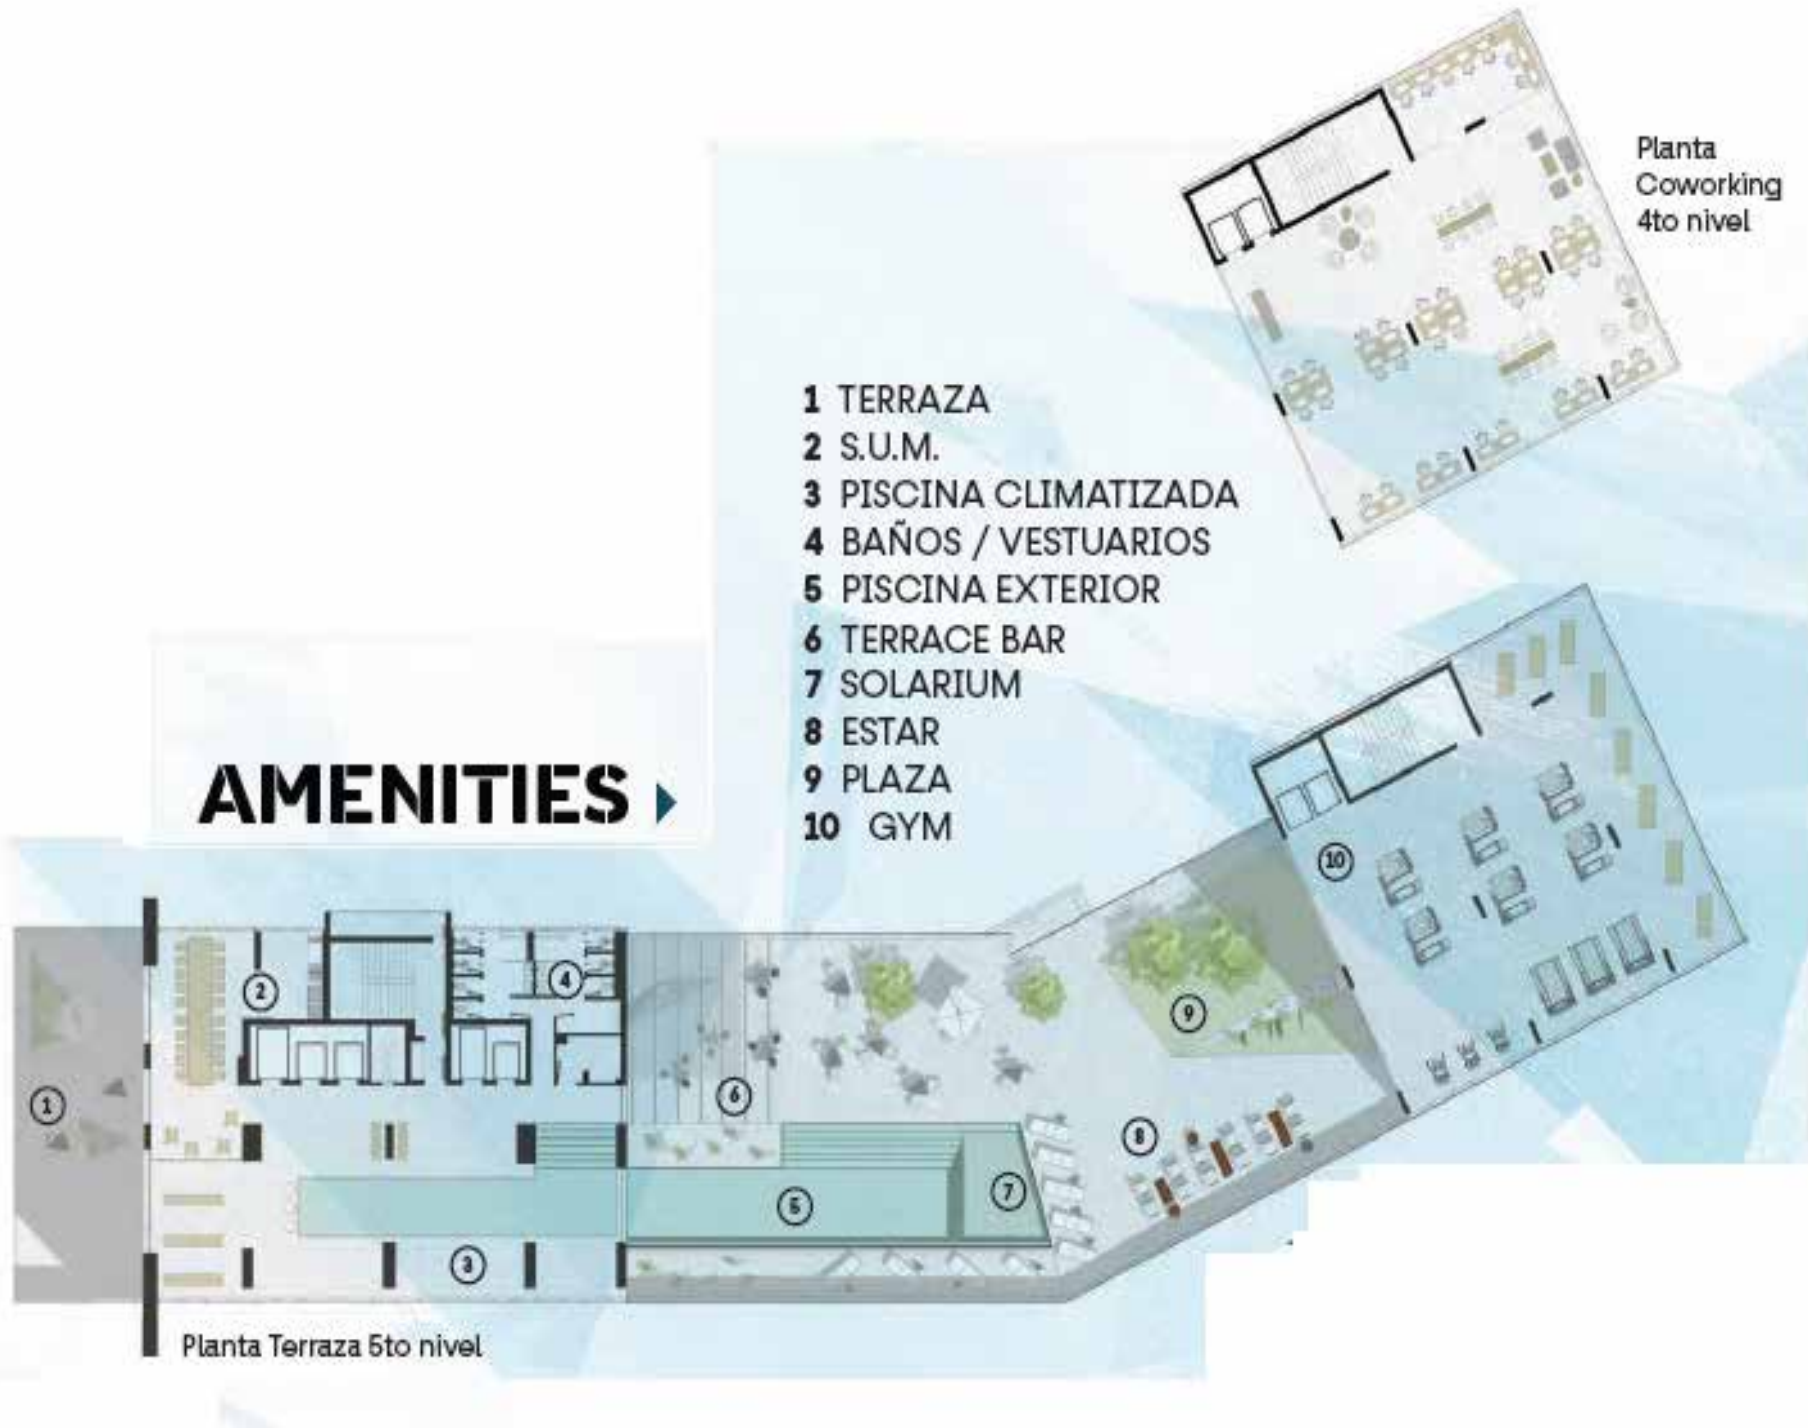 Planta
Coworking
4to nivel
1 TERRAZA
2 S.U.M.
3 PISCINA CLIMATIZADA
4 BAÑOS / VESTUARIOS
5 PISCINA EXTERIOR
6 TERRACE BAR
7 SOLARIUM
8 ESTAR
9 PLAZA
10 GYM
AMENITIES
10
2
4
9
1
6
8
5
7
3
Planta Terraza 5to nivel